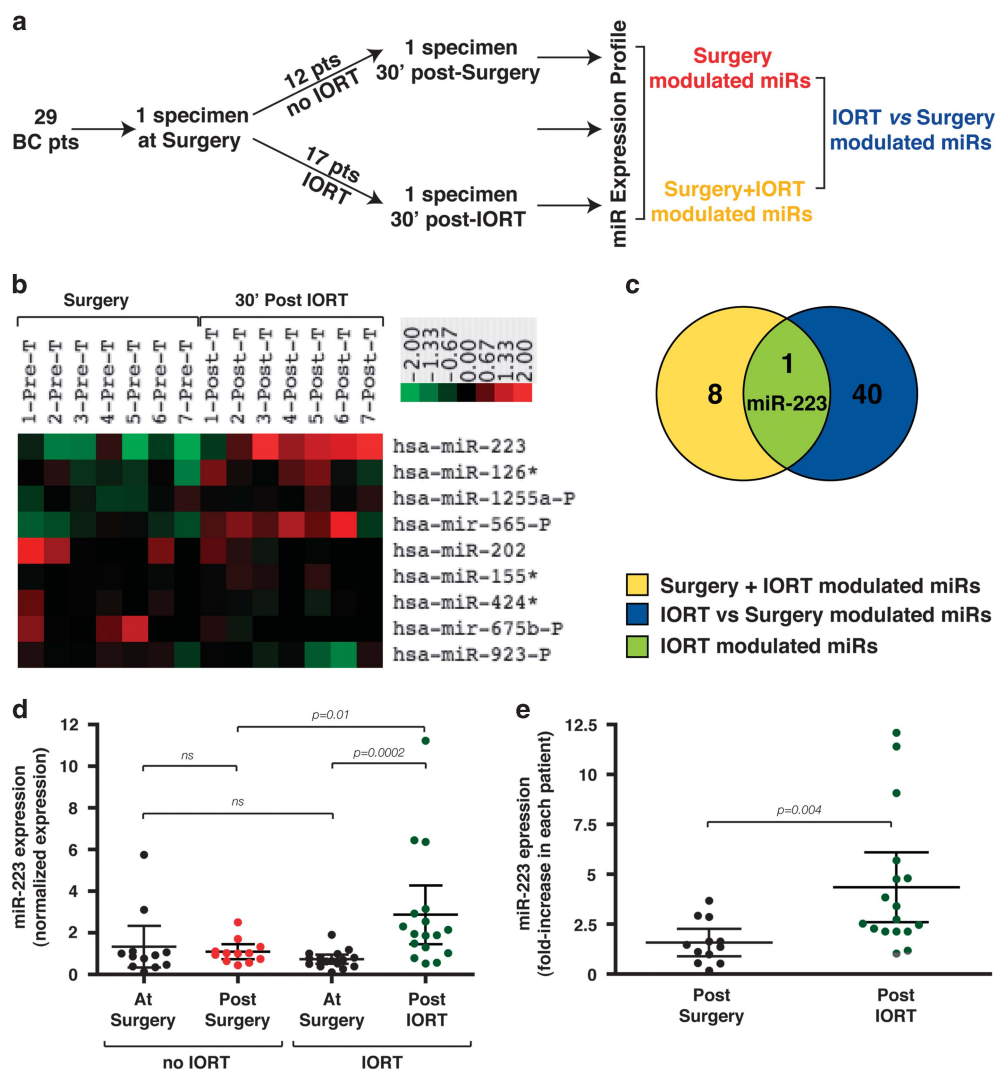 a
29
BC pts
1 specimen
at Surgery
12 pts
no IORT
17 pts
IORT
1 specimen
30' post-Surgery
1 specimen
30' post-IORT
miR Expression Profile
Surgery
modulated miRs
Surgery+IORT
modulated miRs
IORT vs Surgery
modulated miRs
b
Surgery
30' Post IORT
1-Pre-T
2-Pre-T
3-Pre-T
4-Pre-T
5-Pre-T
6-Pre-T
7-Pre-T
1-Post-T
2-Post-T
3-Post-T
4-Post-T
5-Post-T
6-Post-T
7-Post-T
-2.00
-1.33
-0.67
0.00
0.67
1.33
2.00
hsa-miR-223
hsa-miR-126*
hsa-miR-1255a-P
hsa-mir-565-P
hsa-miR-202
hsa-miR-155*
hsa-miR-424*
hsa-mir-675b-P
hsa-miR-923-P
c
8
1
miR-223
40
Surgery + IORT modulated miRs
IORT vs Surgery modulated miRs
IORT modulated miRs
d
miR-223 expression
(normalized expression)
12
10
8
6
4
2
0
ns
ns
p=0.01
p=0.0002
At
Surgery
Post
Surgery
At
Surgery
Post
IORT
no IORT
IORT
e
miR-223 epression
(fold-increase in each patient)
12.5
10
7.5
5
2.5
0
p=0.004
Post
Surgery
Post
IORT